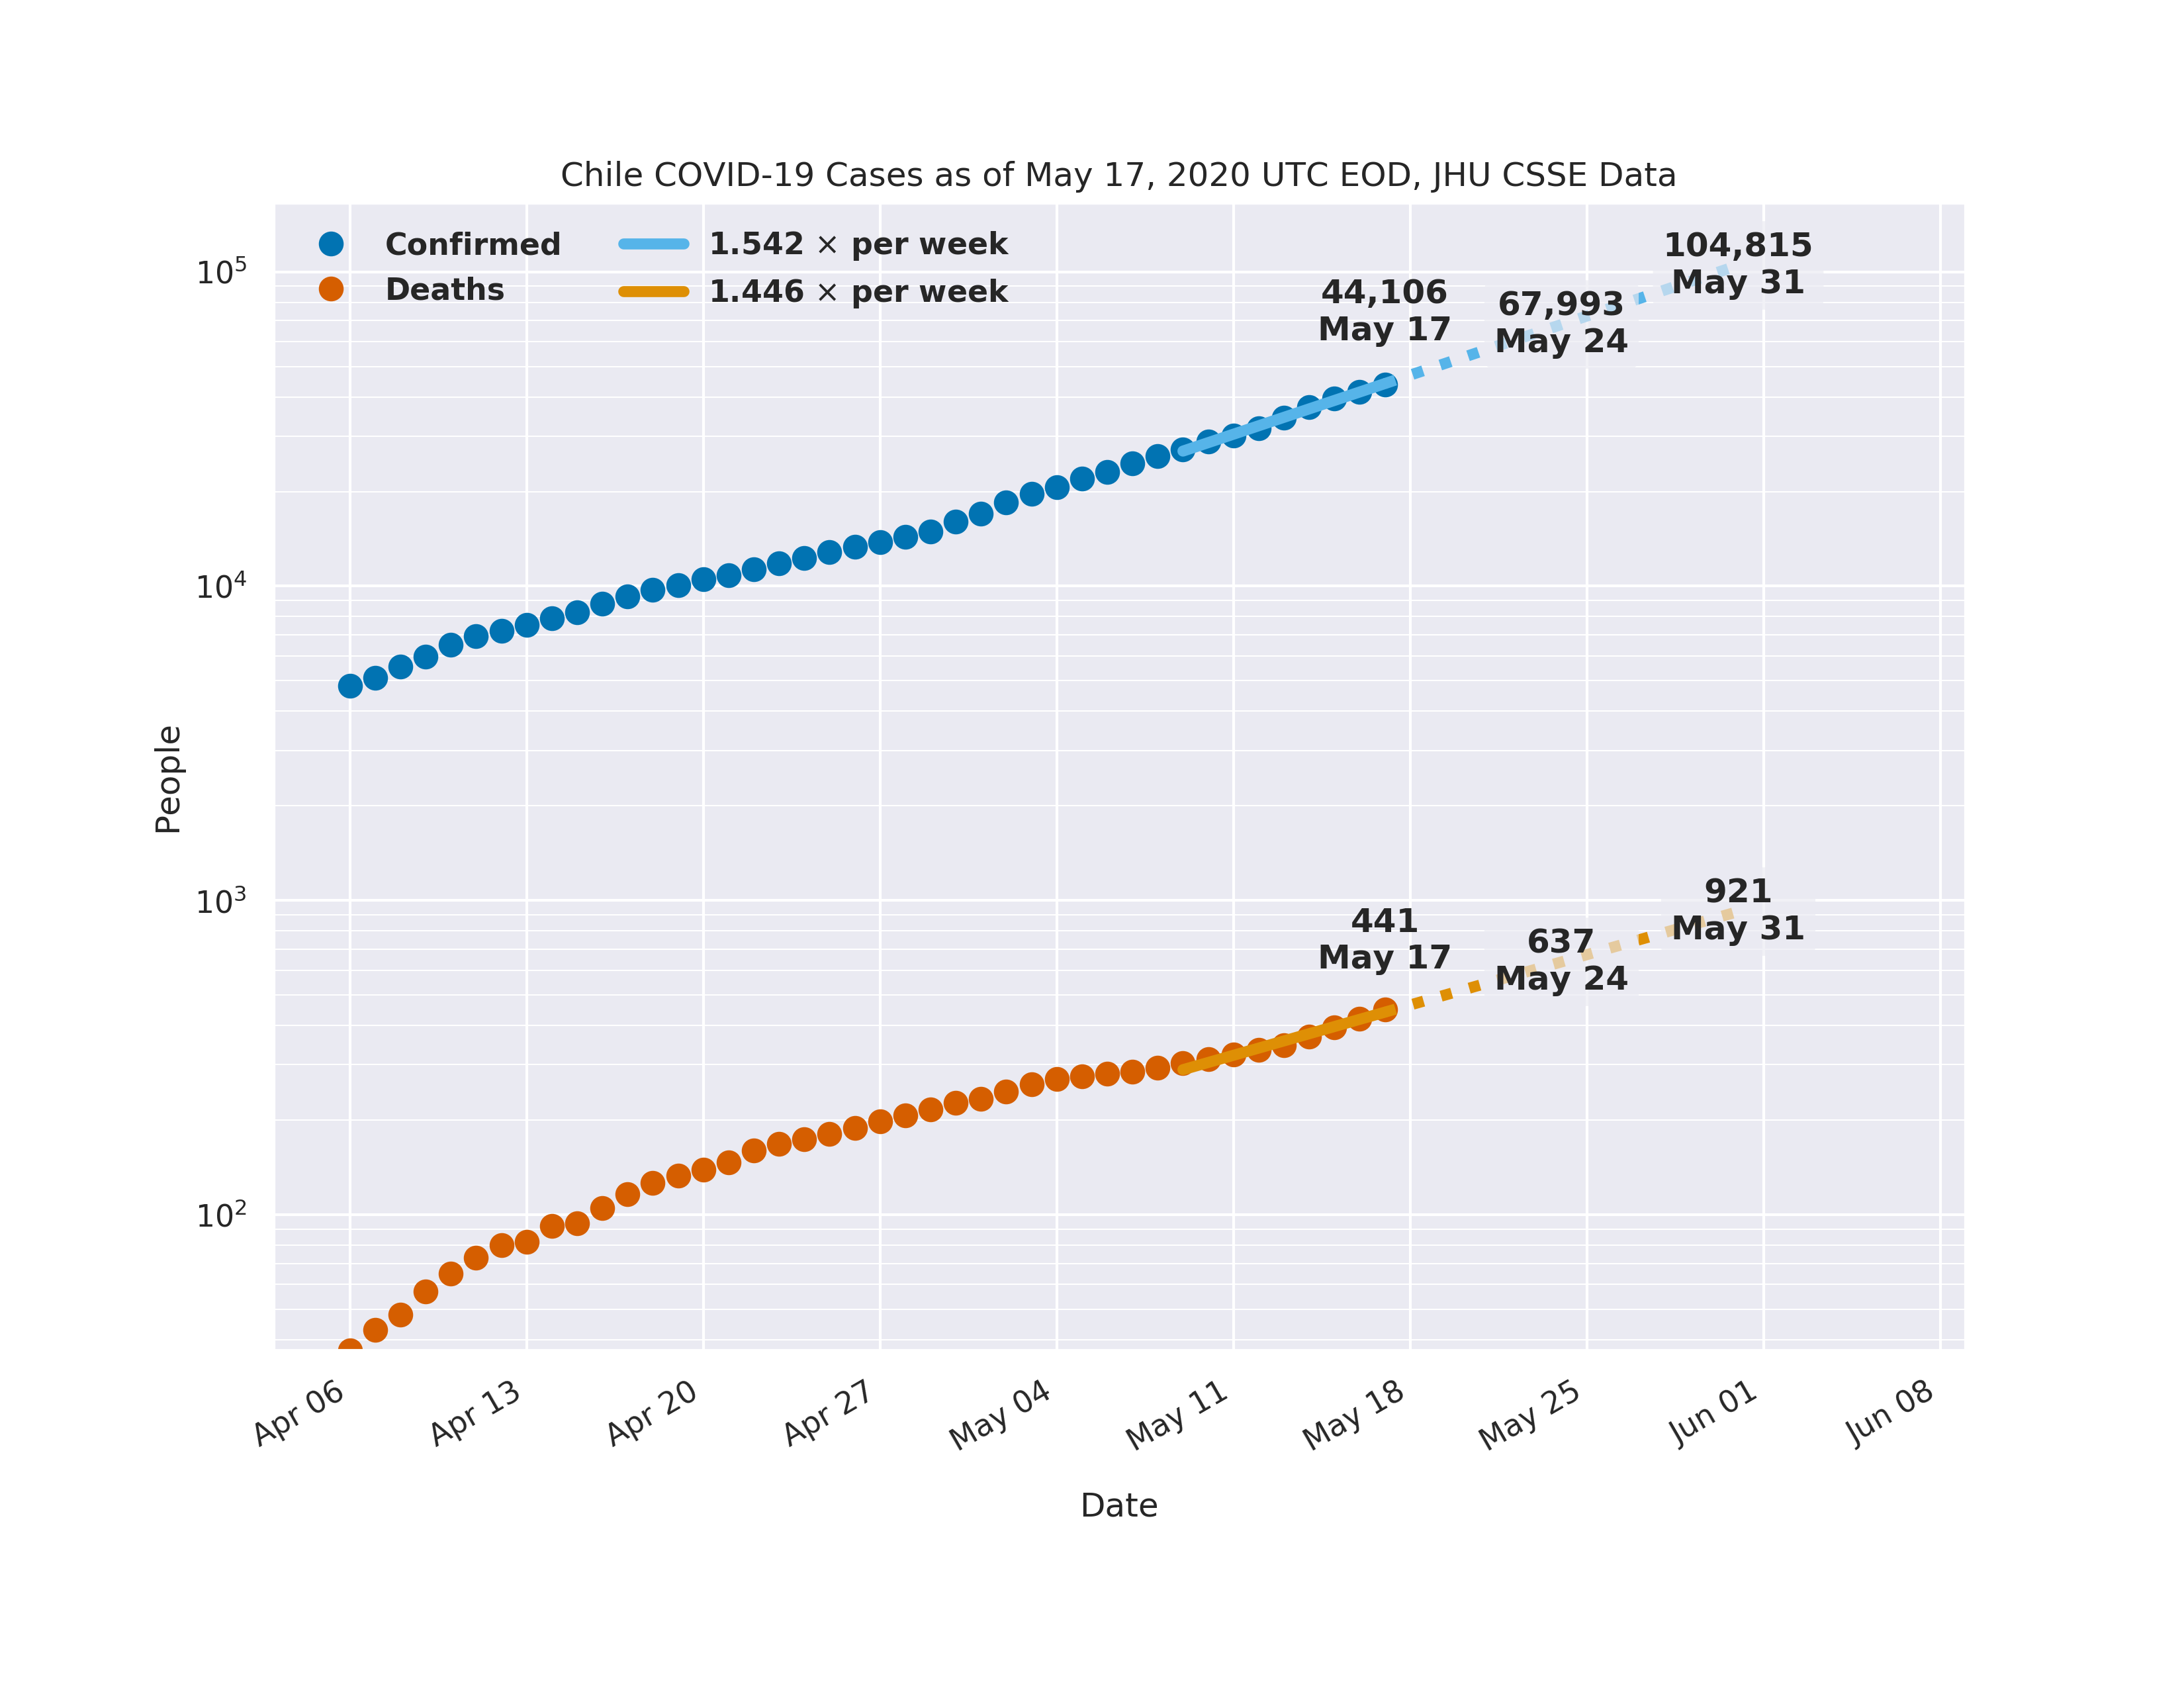 Chile COVID-19 Cases as of May 17, 2020 UTC EOD, JHU CSSE Data
Confirmed
Deaths
1.542 × per week
1.446 × per week
104,815
May 31
44,106
May 17
67,993
May 24
921
May 31
441
May 17
637
May 24
People
10⁵
10⁴
10³
10²
Apr 06
Apr 13
Apr 20
Apr 27
May 04
May 11
May 18
May 25
Jun 01
Jun 08
Date